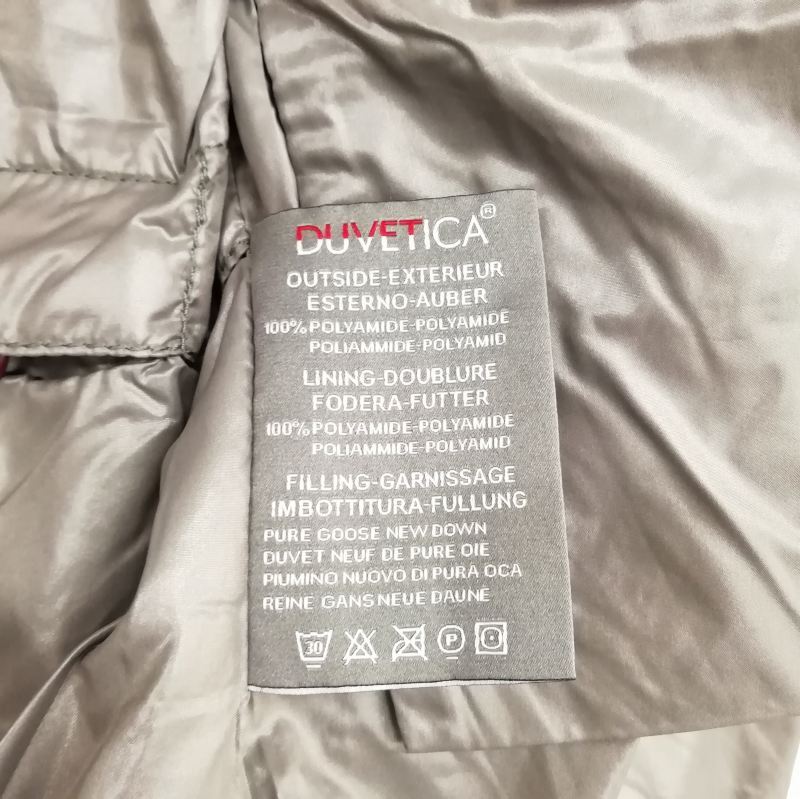 DUVETICA®
OUTSIDE-EXTERIEUR
ESTERNO-AUBER
100% POLYAMIDE-POLYAMIDE
POLIAMMIDE-POLYAMID
LINING-DOUBLURE
FODERA-FUTTER
100% POLYAMIDE-POLYAMIDE
POLIAMMIDE-POLYAMID
FILLING-GARNISSAGE
IMBOTTITURA-FULLUNG
PURE GOOSE NEW DOWN
DUVET NEUF DE PURE OIE
PIUMINO NUOVO DI PURA OCA
REINE GANS NEUE DAUNE
30 P